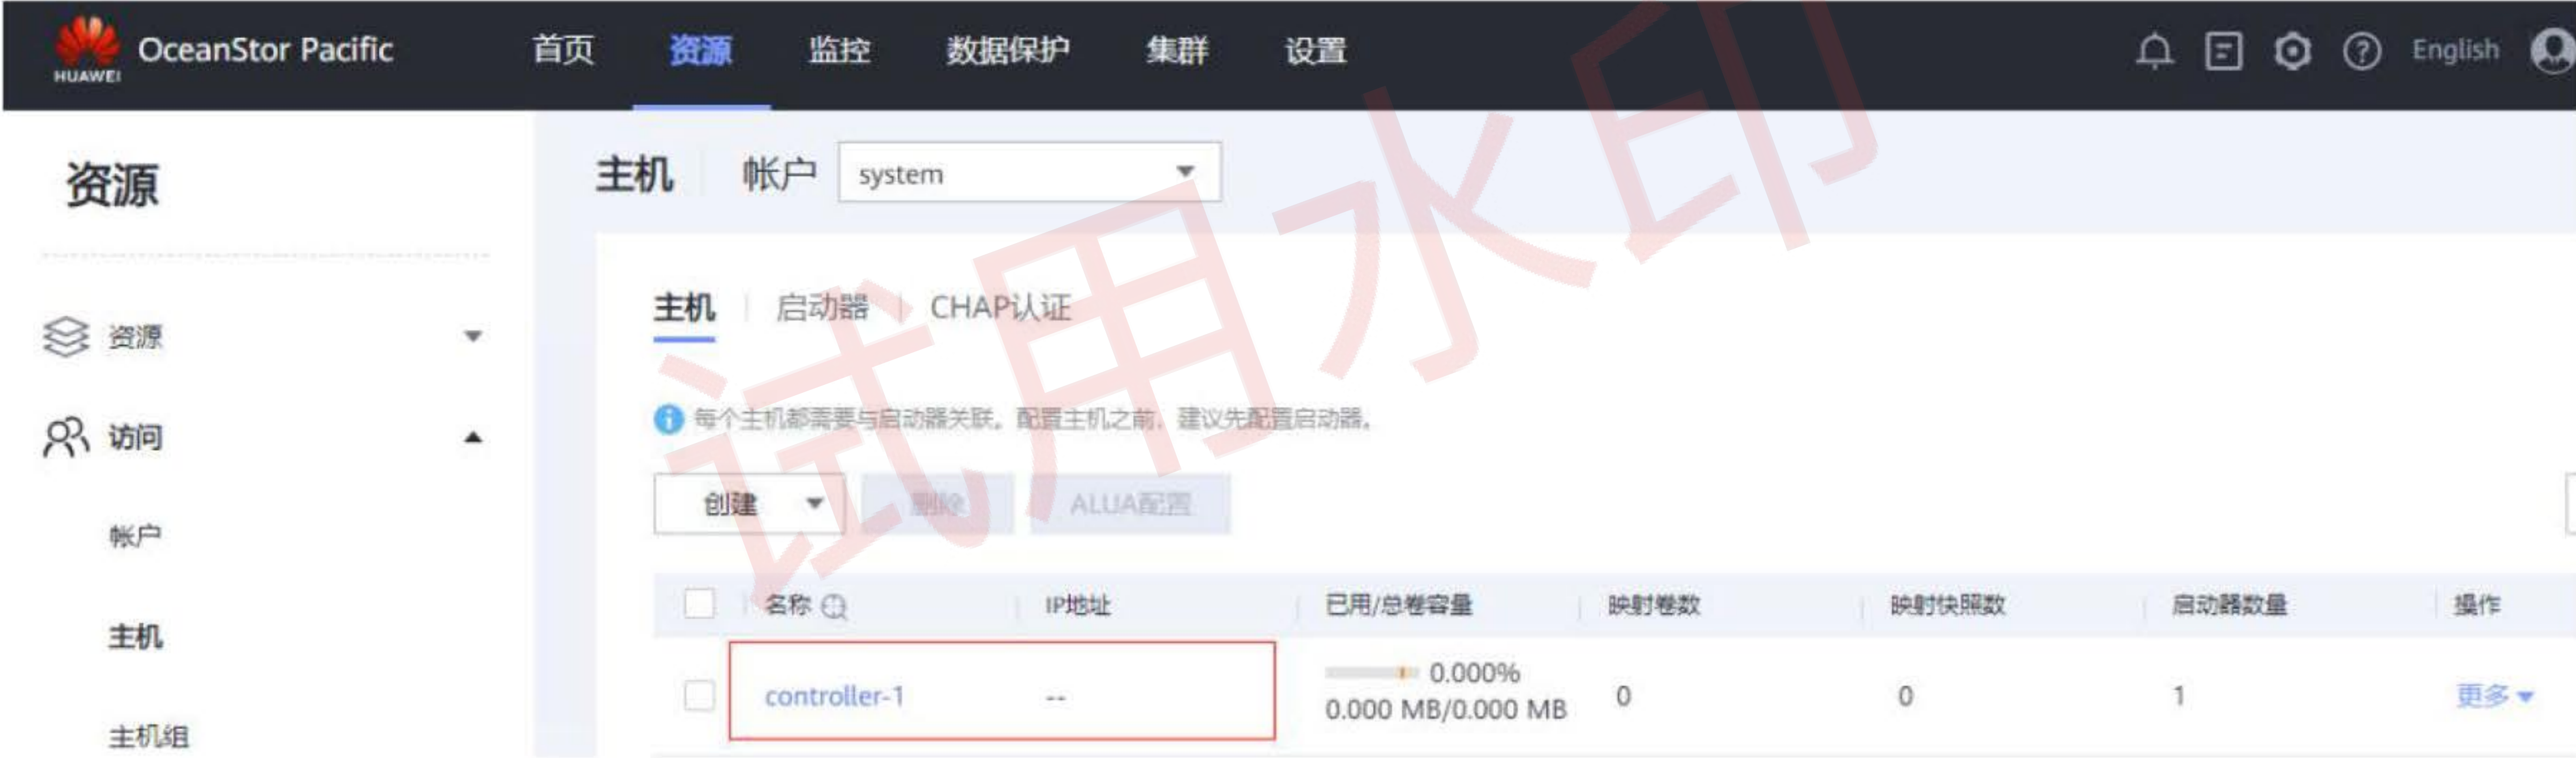 HUAWEI OceanStor Pacific 首页 资源 监控 数据保护 集群 设置 English
资源
主机 帐户 system
主机 启动器 CHAP认证
资源
每个主机都需要与启动器关联。配置主机之前，建议先配置启动器。
访问
创建 删除 ALUA配置
帐户
名称 IP地址 已用/总卷容量 映射卷数 映射快照数 启动器数量 操作
主机
controller-1 -- 0.000% 0 0 1 更多
0.000 MB/0.000 MB
主机组
试用水印